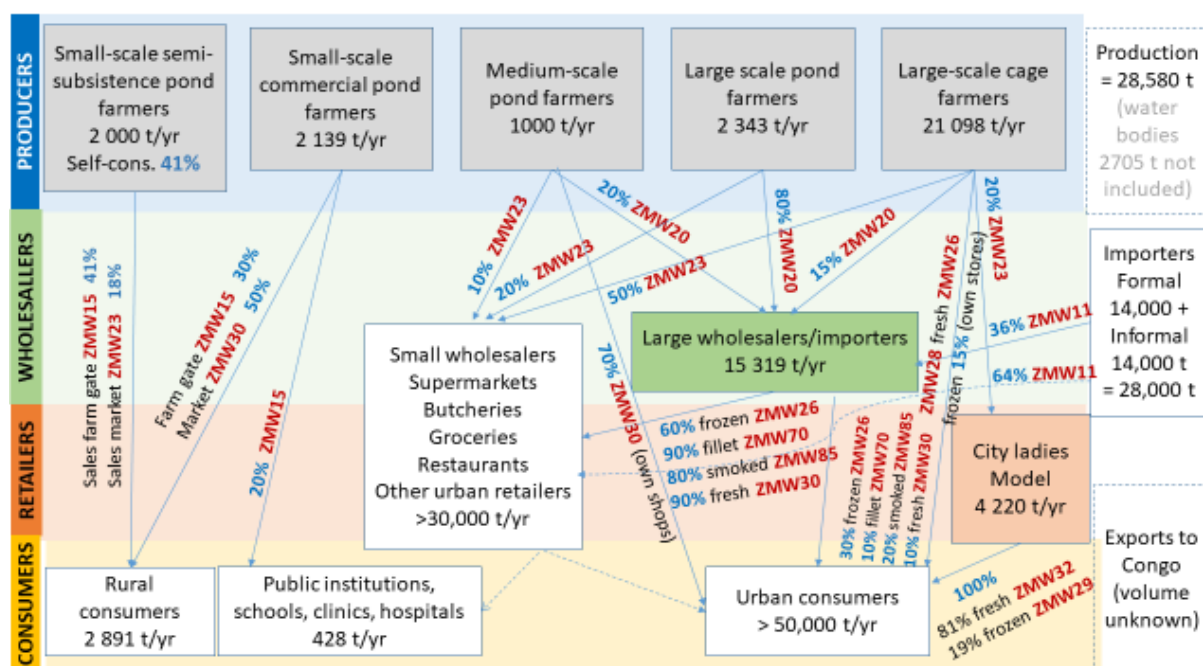 PRODUCERS
Small-scale semi-
subsistence pond
farmers
2 000 t/yr
Self-cons. 41%
Small-scale
commercial pond
farmers
2 139 t/yr
Medium-scale
pond farmers
1000 t/yr
Large scale pond
farmers
2 343 t/yr
Large-scale cage
farmers
21 098 t/yr
Production
= 28,580 t
(water
bodies
2705 t not
included)
WHOLESALERS
Sales farm gate ZMW15 41%
Sales market ZMW23 18%
Farm gate ZMW15 30%
Market ZMW30 50%
20% ZMW15
10% ZMW23
20% ZMW23
50% ZMW23
20% ZMW20
80% ZMW20
15% ZMW20
20% ZMW23
70% ZMW30 (own shops)
ZMW28 fresh ZMW26
frozen 15% (own stores)
Importers
Formal
14,000 +
Informal
14,000 t
= 28,000 t
36% ZMW11
64% ZMW11
Large wholesalers/importers
15 319 t/yr
Small wholesalers
Supermarkets
Butcheries
Groceries
Restaurants
Other urban retailers
>30,000 t/yr
RETAILERS
60% frozen ZMW26
90% fillet ZMW70
80% smoked ZMW85
90% fresh ZMW30
30% frozen ZMW26
10% fillet ZMW70
20% smoked ZMW85
10% fresh ZMW30
City ladies
Model
4 220 t/yr
CONSUMERS
Rural
consumers
2 891 t/yr
Public institutions,
schools, clinics, hospitals
428 t/yr
Urban consumers
> 50,000 t/yr
100%
81% fresh ZMW32
19% frozen ZMW29
Exports to
Congo
(volume
unknown)